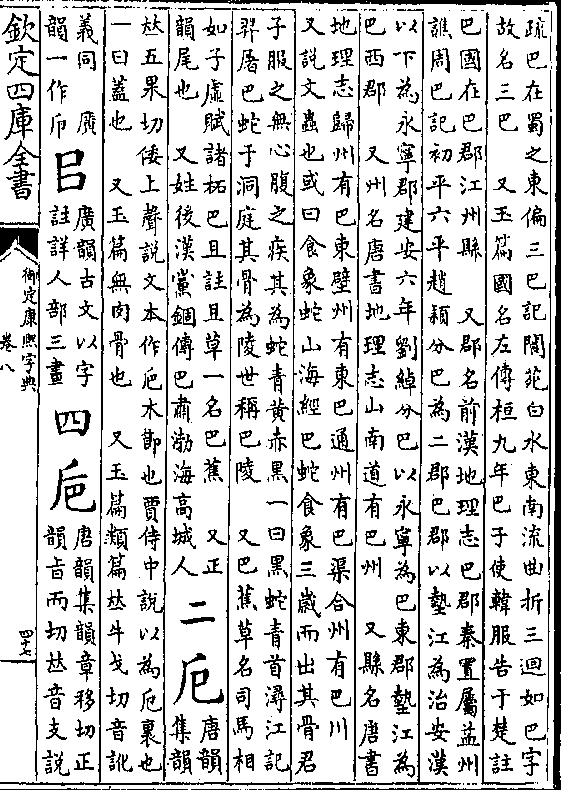 疏巴在蜀之東偏三巴記閬苑白水東南流曲折三迴如巴字
故名三巴　又玉篇國名左傳桓九年巴子使韓服告于楚註
巴國在巴郡江州縣　又郡名前漢地理志巴郡秦置屬益州
譙周巴記初平六年趙穎分巴為二郡巴郡以墊江為治安漢
以下為永寧郡建安六年劉綽分巴以永寧為巴東郡墊江為
巴西郡　又州名唐書地理志山南道有巴州　又縣名唐書
地理志歸州有巴東壁州有東巴通州有巴渠合州有巴川
又說文蟲也或曰食象蛇山海經巴蛇食象三歲而出其骨君
子服之無心腹之疾其為蛇青黃赤黑一曰黑蛇青首潯江記
羿屠巴蛇于洞庭其骨為陵世稱巴陵　又巴蕉草名司馬相
如子虛賦諸柘巴且註且草一名巴蕉　又正
韻尾也　又姓後漢黨錮傳巴肅渤海高城人　二　𢀳　唐韻集韻
𠀤五果切倭上聲說文本作𢀳木節也賈侍中說以為𢀳裹也
一曰蓋也　又玉篇無肉骨也　又玉篇類篇𠀤牛戈切音訛
義同　廣韻一作卩　㠯　廣韻古文以字註詳人部三畫　四　巵　唐韻集韻章移切正韻旨而切𠀤音支說
欽定四庫全書
御定康熙字典
卷八
四十七